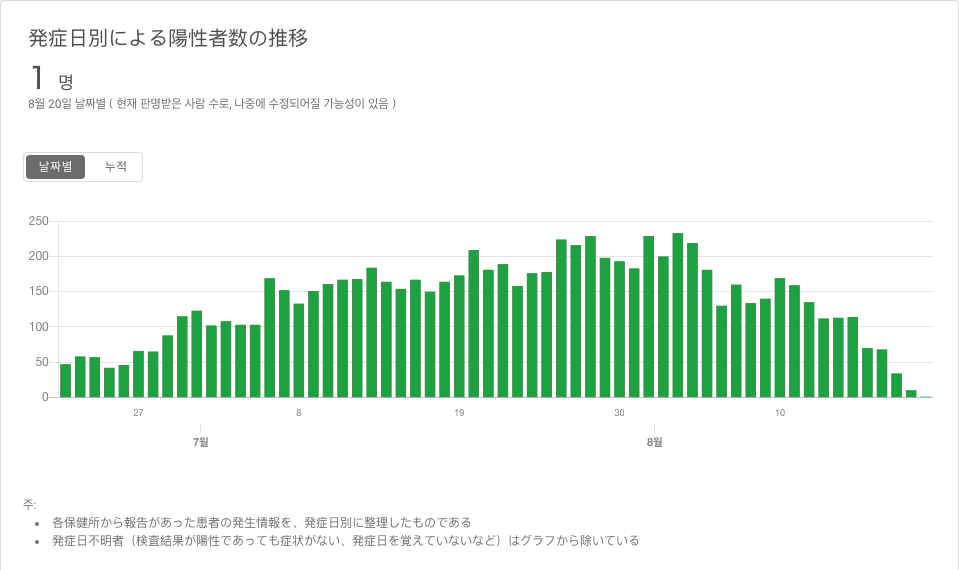 発症日別による陽性者数の推移
1 명
8월 20일 날짜별 ( 현재 판명받은 사람 수로, 나중에 수정되어질 가능성이 있음 )
날짜별 누적
250
200
150
100
50
0
27 8 19 30 10
7월 8월
주:
• 各保健所から報告があった患者の発生情報を、発症日別に整理したものである
• 発症日不明者（検査結果が陽性であっても症状がない、発症日を覚えていないなど）はグラフから除いている